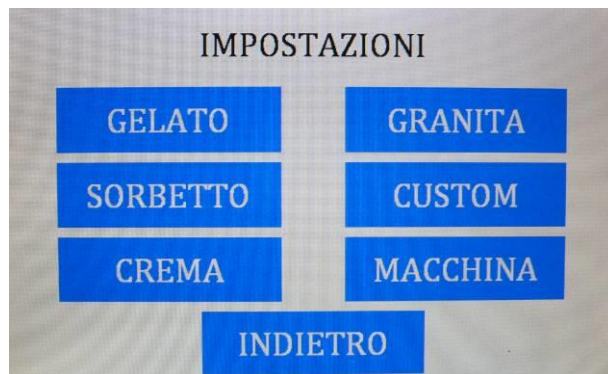 IMPOSTAZIONI
GELATO GRANITA
SORBETTO CUSTOM
CREMA MACCHINA
INDIETRO